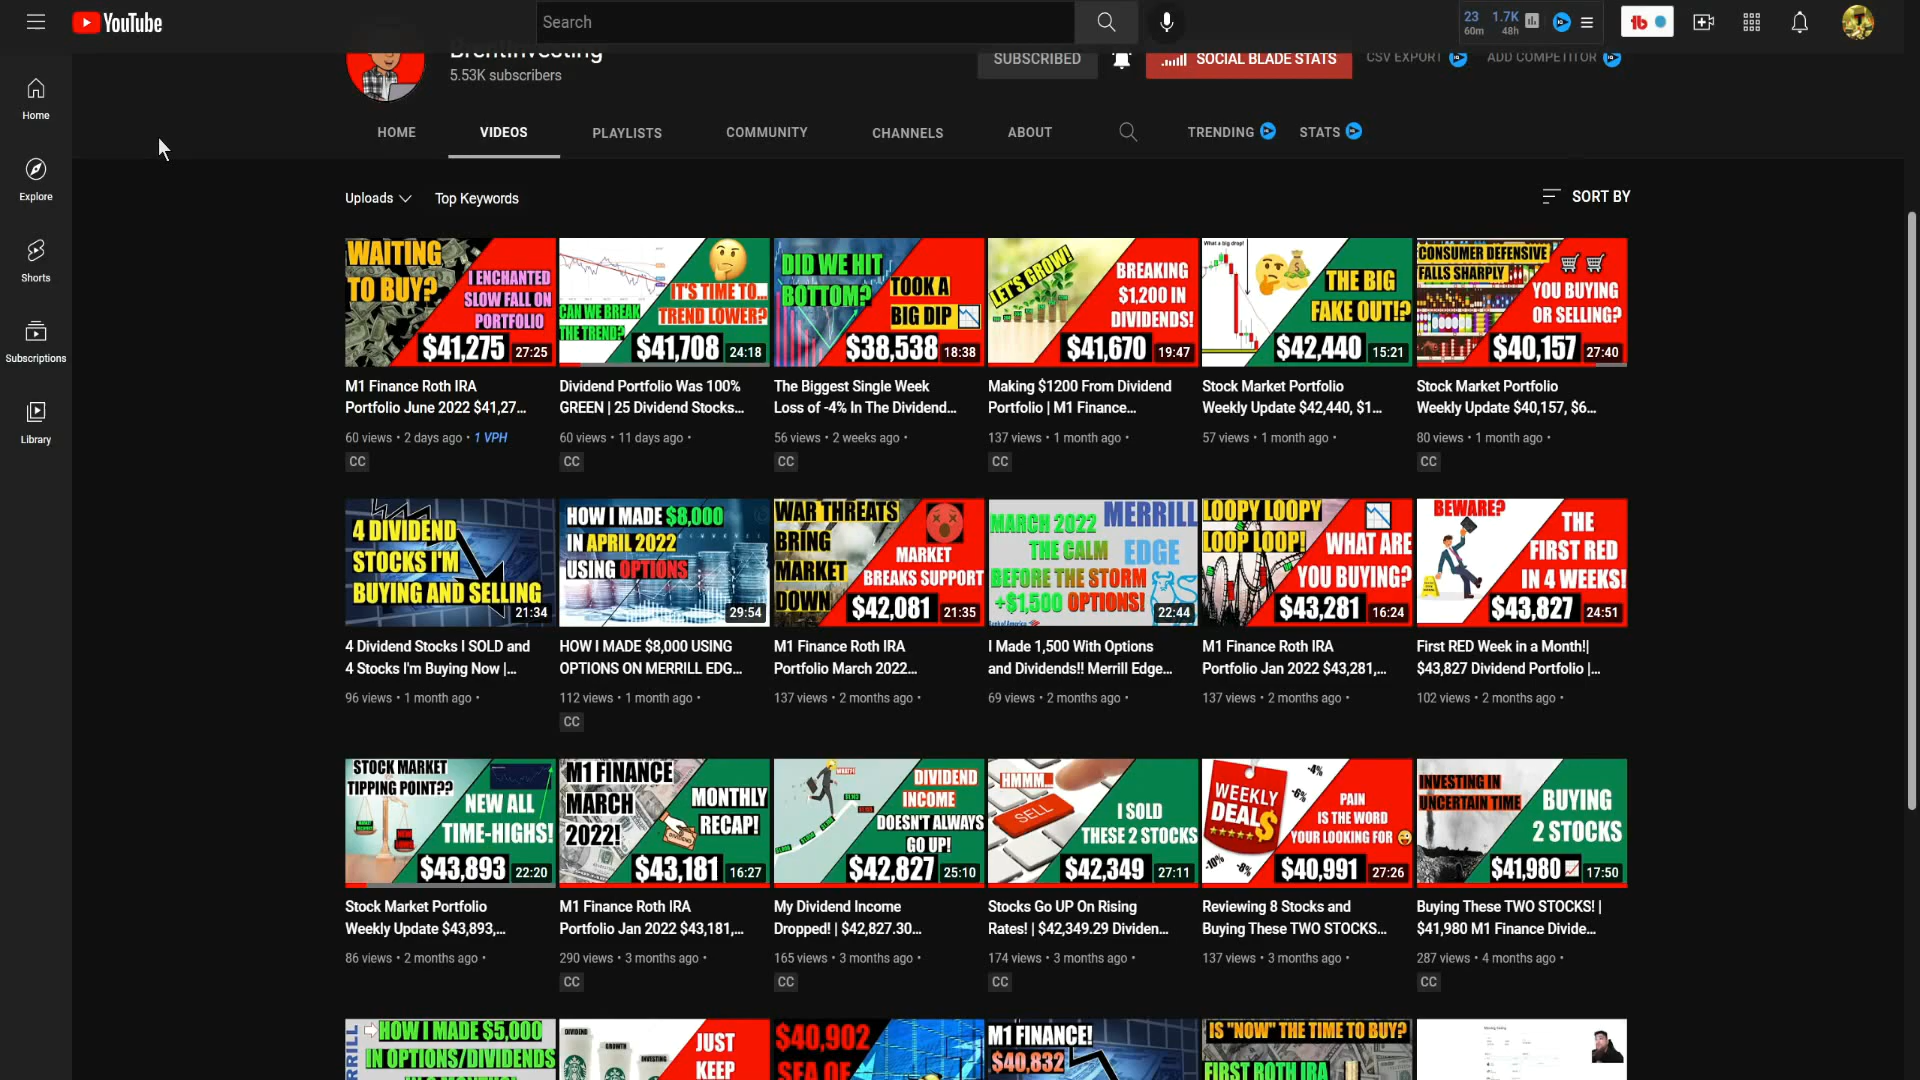 YouTube
Search
23 1.7K
60m 48h
tb
BrentInvesting
5.53K subscribers
SUBSCRIBED
SOCIAL BLADE STATS
CSV EXPORT
ADD COMPETITOR
HOME
VIDEOS
PLAYLISTS
COMMUNITY
CHANNELS
ABOUT
TRENDING
STATS
Home
Explore
Shorts
Subscriptions
Library
Uploads
Top Keywords
SORT BY
WAITING
TO BUY?
I ENCHANTED
SLOW FALL ON
PORTFOLIO
$41,275
27:25
M1 Finance Roth IRA
Portfolio June 2022 $41,27...
60 views • 2 days ago • 1 VPH
CC
IT'S TIME TO...
TREND LOWER?
CAN WE BREAK
THE TREND?
$41,708
24:18
Dividend Portfolio Was 100%
GREEN | 25 Dividend Stocks...
60 views • 11 days ago •
CC
DID WE HIT
BOTTOM?
TOOK A
BIG DIP
$38,538
18:38
The Biggest Single Week
Loss of -4% In The Dividend...
56 views • 2 weeks ago •
CC
LET'S GROW!
BREAKING
$1,200 IN
DIVIDENDS!
$41,670
19:47
Making $1200 From Dividend
Portfolio | M1 Finance...
137 views • 1 month ago •
CC
What a big drop!
THE BIG
FAKE OUT!?
$42,440
15:21
Stock Market Portfolio
Weekly Update $42,440, $1...
57 views • 1 month ago •
CONSUMER DEFENSIVE
FALLS SHARPLY
YOU BUYING
OR SELLING?
$40,157
27:40
Stock Market Portfolio
Weekly Update $40,157, $6...
80 views • 1 month ago •
CC
4 DIVIDEND
STOCKS I'M
BUYING AND SELLING
21:34
4 Dividend Stocks I SOLD and
4 Stocks I'm Buying Now |...
96 views • 1 month ago •
HOW I MADE $8,000
IN APRIL 2022
USING OPTIONS
29:54
HOW I MADE $8,000 USING
OPTIONS ON MERRILL EDG...
112 views • 1 month ago •
CC
WAR THREATS
BRING
MARKET
DOWN
MARKET
BREAKS SUPPORT
$42,081
21:35
M1 Finance Roth IRA
Portfolio March 2022...
137 views • 2 months ago •
MARCH 2022
THE CALM
BEFORE THE STORM
+$1,500 OPTIONS!
MERRILL
EDGE
22:44
I Made 1,500 With Options
and Dividends!! Merrill Edge...
69 views • 2 months ago •
LOOPY LOOPY
LOOP LOOP!
WHAT ARE
YOU BUYING?
$43,281
16:24
M1 Finance Roth IRA
Portfolio Jan 2022 $43,281,...
137 views • 2 months ago •
BEWARE?
THE
FIRST RED
IN 4 WEEKS!
$43,827
24:51
First RED Week in a Month!|
$43,827 Dividend Portfolio |...
102 views • 2 months ago •
STOCK MARKET
TIPPING POINT??
NEW ALL
TIME-HIGHS!
$43,893
22:20
Stock Market Portfolio
Weekly Update $43,893,...
86 views • 2 months ago •
M1 FINANCE
MARCH
2022!
MONTHLY
RECAP!
$43,181
16:27
M1 Finance Roth IRA
Portfolio Jan 2022 $43,181,...
290 views • 3 months ago •
CC
WHAT?!
DIVIDEND
INCOME
DOESN'T ALWAYS
GO UP!
$42,827
25:10
My Dividend Income
Dropped! | $42,827.30...
165 views • 3 months ago •
CC
HMMM...
SELL
I SOLD
THESE 2 STOCKS
$42,349
27:11
Stocks Go UP On Rising
Rates! | $42,349.29 Dividen...
174 views • 3 months ago •
CC
WEEKLY
DEALS
-4%
-6%
-10%
-8%
PAIN
IS THE WORD
YOUR LOOKING FOR
$40,991
27:26
Reviewing 8 Stocks and
Buying These TWO STOCKS...
137 views • 3 months ago •
INVESTING IN
UNCERTAIN TIME
BUYING
2 STOCKS
$41,980
17:50
Buying These TWO STOCKS! |
$41,980 M1 Finance Divide...
287 views • 4 months ago •
CC
HOW I MADE $5,000
IN OPTIONS/DIVIDENDS
DIVIDEND
GROWTH
INVESTING
JUST
KEEP
$40,902
SEA OF
M1 FINANCE!
$40,832
IS "NOW" THE TIME TO BUY?
FIRST ROTH IRA